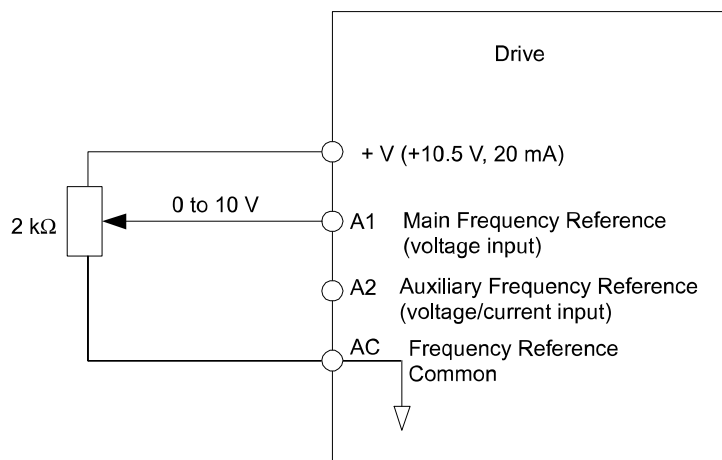 Drive
+ V (+10.5 V, 20 mA)
0 to 10 V
2 kΩ
A1 Main Frequency Reference
(voltage input)
A2 Auxiliary Frequency Reference
(voltage/current input)
AC Frequency Reference
Common